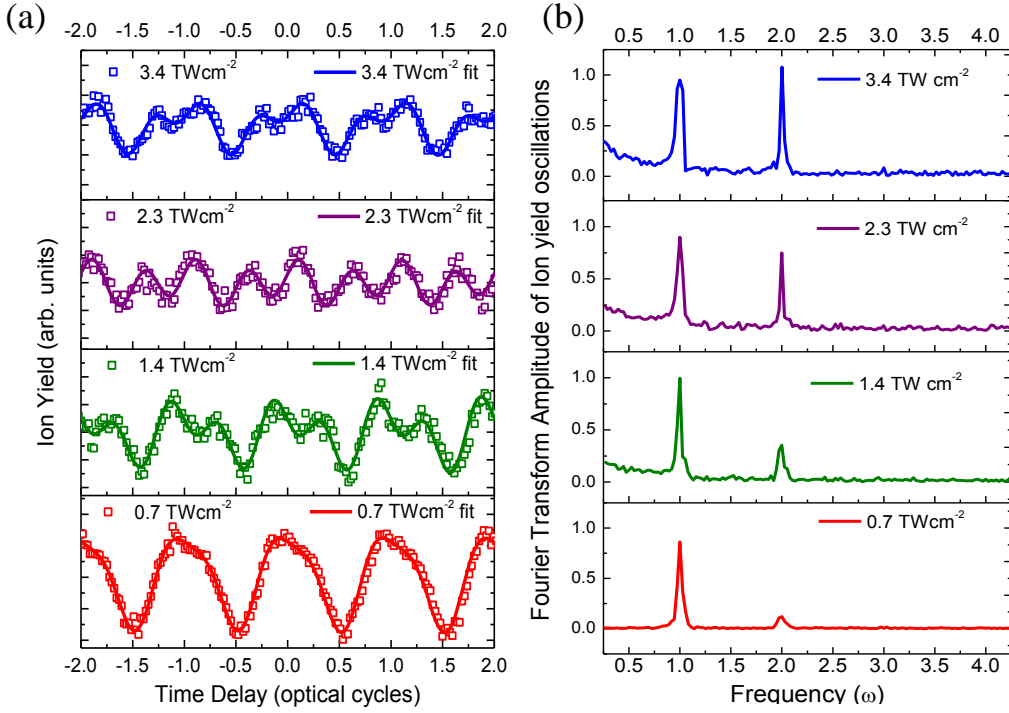 (a)
-2.0 -1.5 -1.0 -0.5 0.0 0.5 1.0 1.5 2.0
3.4 TWcm-2 3.4 TWcm-2 fit
2.3 TWcm-2 2.3 TWcm-2 fit
1.4 TWcm-2 1.4 TWcm-2 fit
0.7 TWcm-2 0.7 TWcm-2 fit
-2.0 -1.5 -1.0 -0.5 0.0 0.5 1.0 1.5 2.0
Time Delay (optical cycles)
Ion Yield (arb. units)
(b)
0.5 1.0 1.5 2.0 2.5 3.0 3.5 4.0
1.0
0.5
0.0
3.4 TW cm-2
1.0
0.5
0.0
2.3 TW cm-2
1.0
0.5
0.0
1.4 TW cm-2
1.0
0.5
0.0
0.7 TWcm-2
0.5 1.0 1.5 2.0 2.5 3.0 3.5 4.0
Frequency (ω)
Fourier Transform Amplitude of Ion yield oscillations